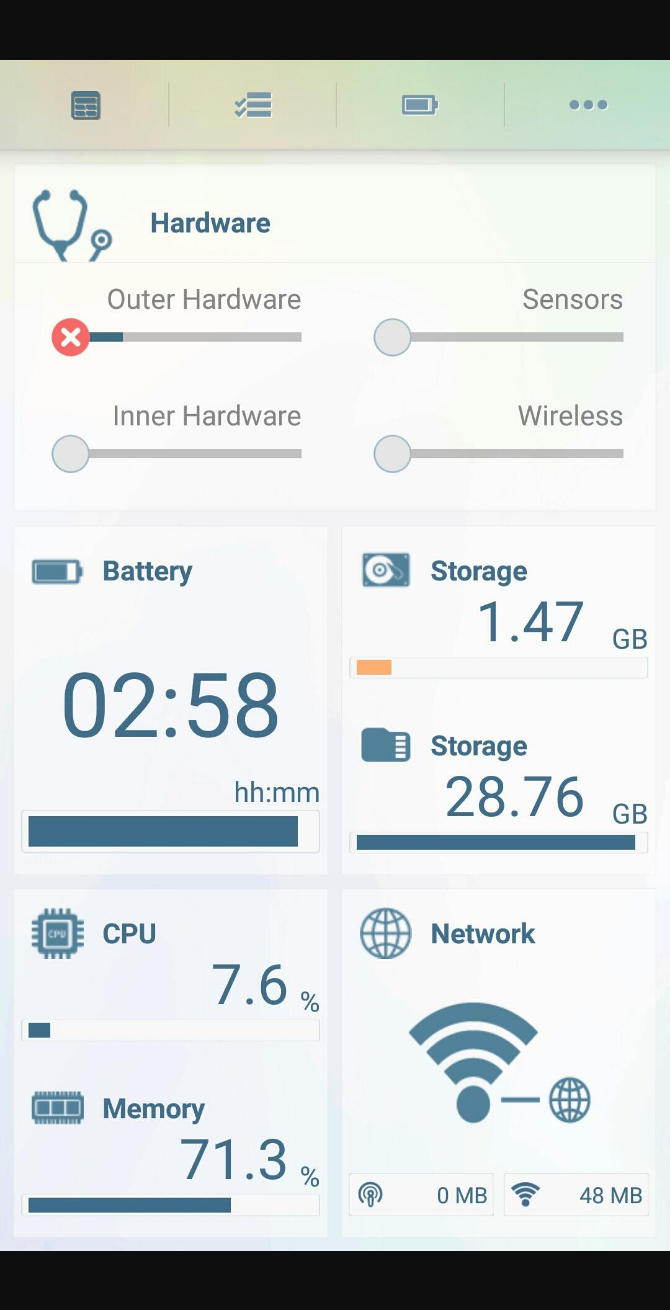 Hardware
Outer Hardware
Sensors
Inner Hardware
Wireless
Battery
02:58
hh:mm
Storage
1.47 GB
Storage
28.76 GB
CPU
CPU
7.6 %
Memory
71.3 %
Network
0 MB
48 MB